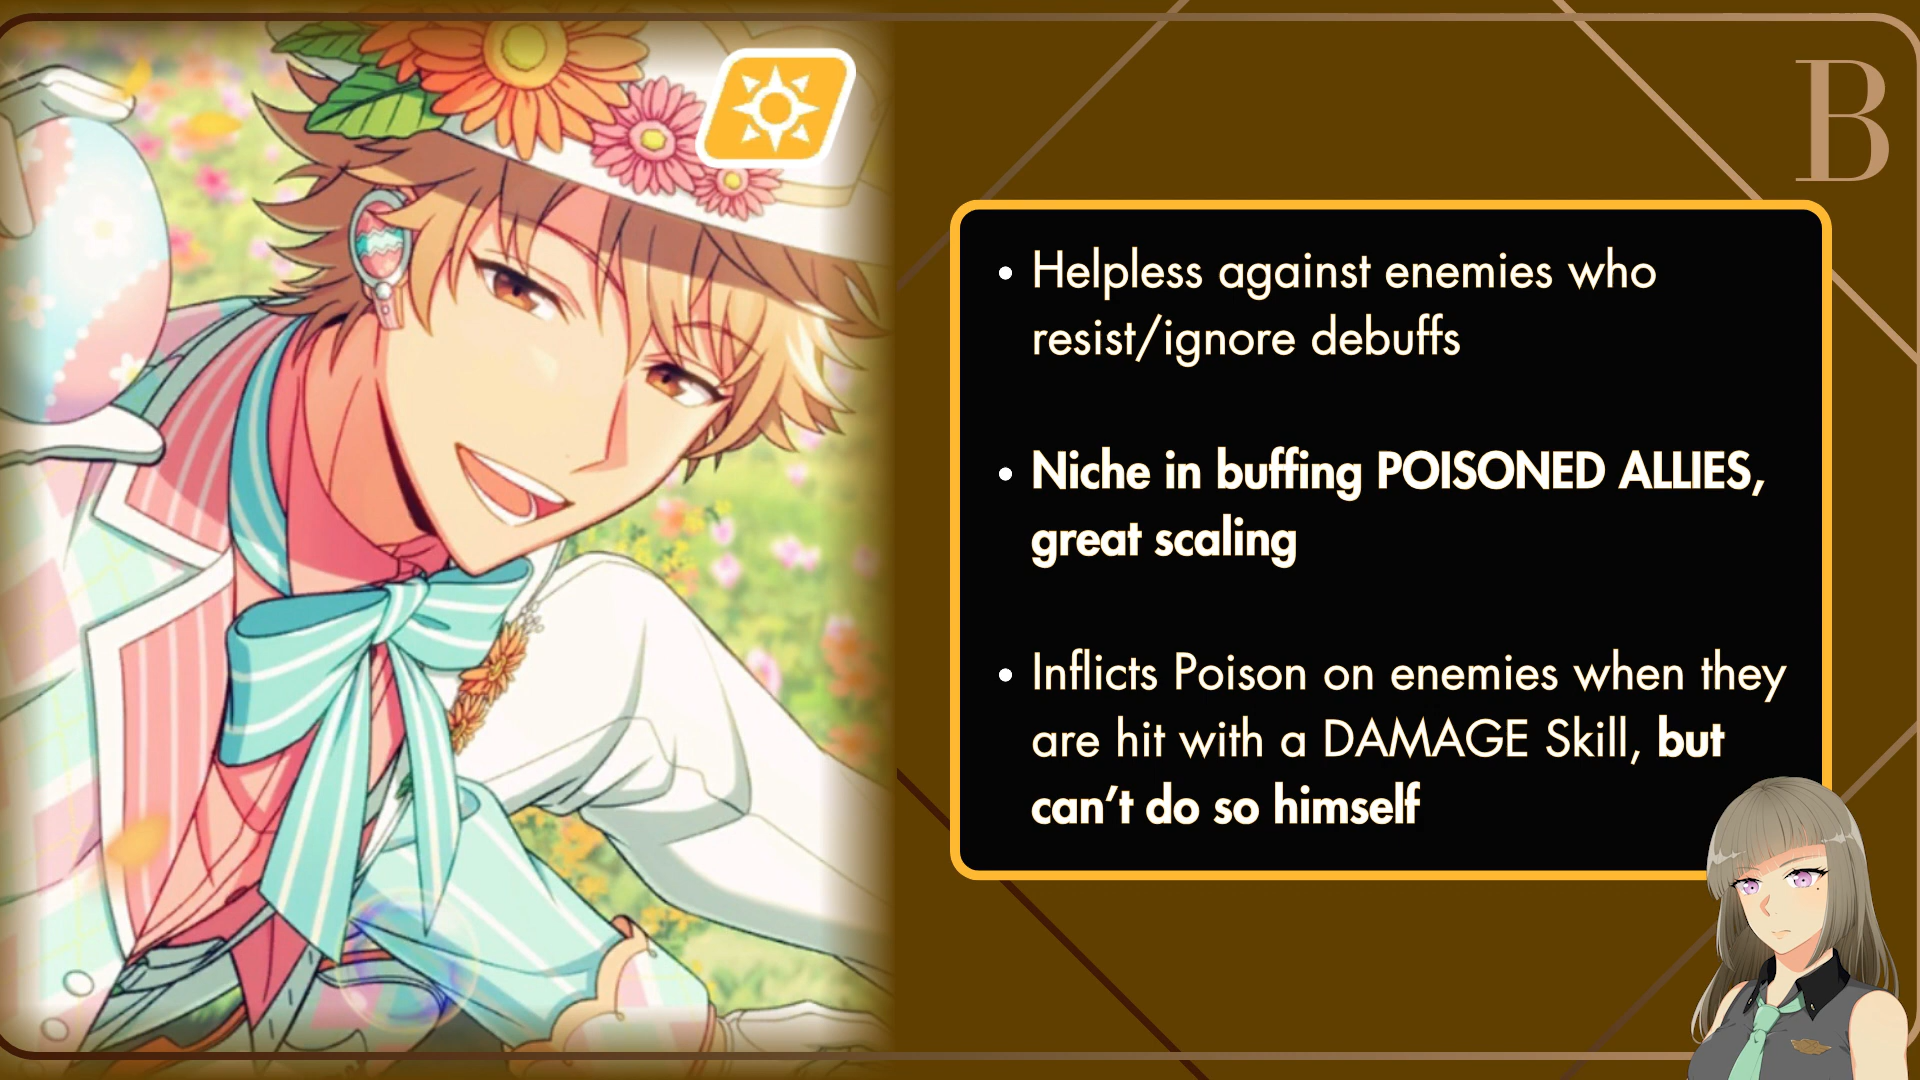 B
• Helpless against enemies who
resist/ignore debuffs
• Niche in buffing POISONED ALLIES,
great scaling
• Inflicts Poison on enemies when they
are hit with a DAMAGE Skill, but
can’t do so himself